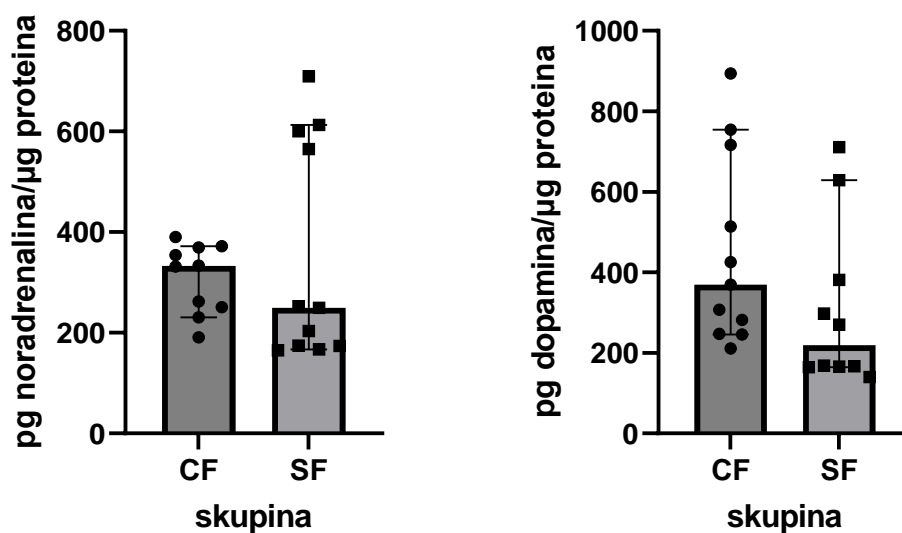 pg noradrenalina/µg proteina
800
600
400
200
0
CF SF
skupina
pg dopamina/µg proteina
1000
800
600
400
200
0
CF SF
skupina